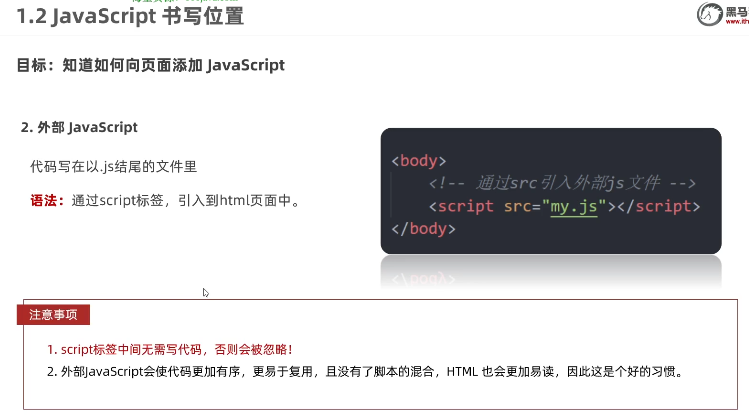 1.2 JavaScript 书写位置
黑马
www.ith
目标：知道如何向页面添加 JavaScript
2. 外部 JavaScript
代码写在以.js结尾的文件里
语法：通过script标签，引入到html页面中。
<body>
<!-- 通过src引入外部js文件 -->
<script src="my.js"></script>
</body>
注意事项
1. script标签中间无需写代码，否则会被忽略！
2. 外部JavaScript会使代码更加有序，更易于复用，且没有了脚本的混合，HTML 也会更加易读，因此这是个好的习惯。